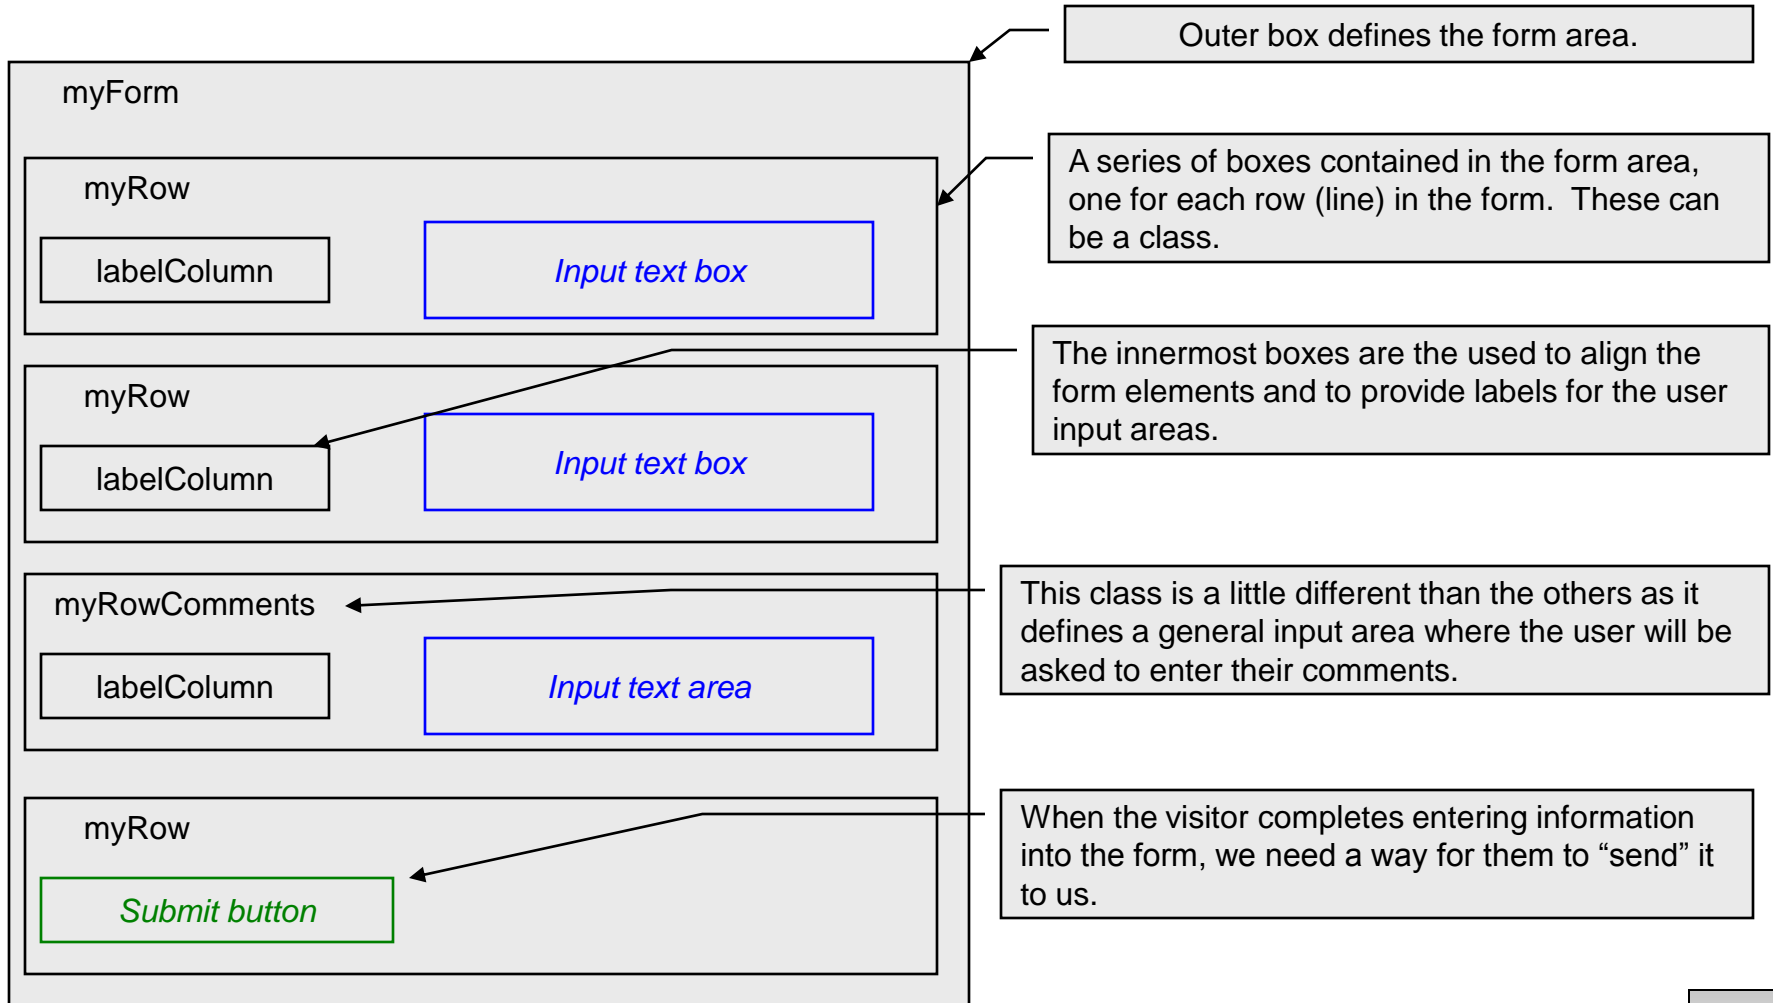 Outer box defines the form area.
myForm
myRow
labelColumn
Input text box
A series of boxes contained in the form area,
one for each row (line) in the form.  These can
be a class.
myRow
labelColumn
Input text box
The innermost boxes are the used to align the
form elements and to provide labels for the user
input areas.
myRowComments
labelColumn
Input text area
This class is a little different than the others as it
defines a general input area where the user will be
asked to enter their comments.
myRow
Submit button
When the visitor completes entering information
into the form, we need a way for them to “send” it
to us.